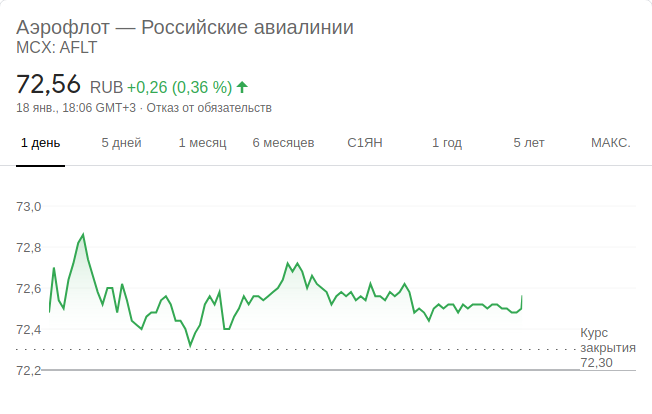 Аэрофлот — Российские авиалинии
MCX: AFLT
72,56 RUB +0,26 (0,36 %)
18 янв., 18:06 GMT+3 · Отказ от обязательств
1 день 5 дней 1 месяц 6 месяцев С1ЯН 1 год 5 лет МАКС.
73,0
72,8
72,6
72,4
72,2
Курс
закрытия
72,30